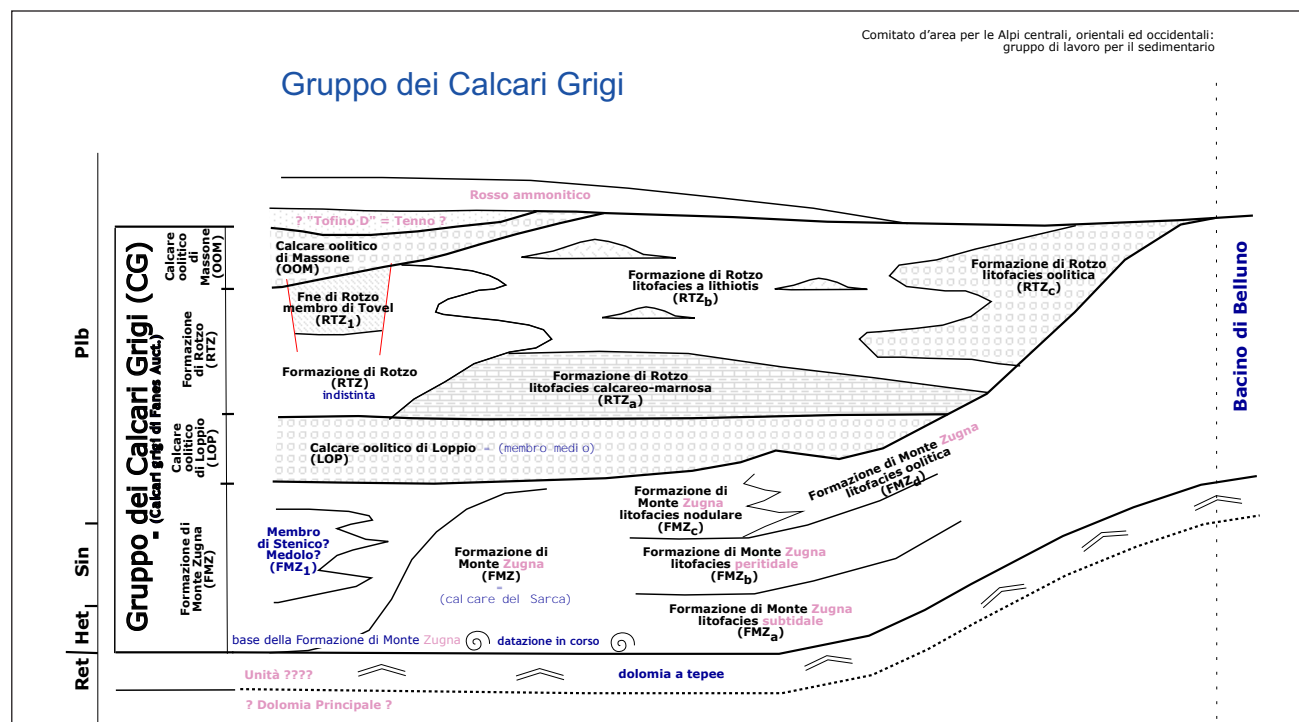 Comitato d'area per le Alpi centrali, orientali ed occidentali:
gruppo di lavoro per il sedimentario
Gruppo dei Calcari Grigi
Rosso ammonitico
? "Tofino D" = Tenno ?
Calcare oolitico
di Massone
(OOM)
Fne di Rotzo
membro di Tovel
(RTZ1)
Formazione di Rotzo
(RTZ)
indistinta
Formazione di Rotzo
litofacies a lithiotis
(RTZb)
Formazione di Rotzo
litofacies oolitica
(RTZc)
Formazione di Rotzo
litofacies calcareo-marnosa
(RTZa)
Calcare oolitico di Loppio = (membro medio)
(LOP)
Formazione di Monte Zugna
litofacies oolitica
(FMZd)
Formazione di
Monte Zugna
litofacies nodulare
(FMZc)
Membro
di Stenico?
Medolo?
(FMZ1)
Formazione di
Monte Zugna
(FMZ)
=
(calcare del Sarca)
Formazione di Monte Zugna
litofacies peritidale
(FMZb)
Formazione di Monte Zugna
litofacies subtidale
(FMZa)
base della Formazione di Monte Zugna
datazione in corso
Unità ????
dolomia a tepee
? Dolomia Principale ?
Plb
Sin
Het
Ret
Gruppo dei Calcari Grigi (CG)
= (Calcari grigi di Fanes Auct.)
Calcare
oolitico
di
Massone
(OOM)
Formazione
di Rotzo
(RTZ)
Calcare
oolitico
di Loppio
(LOP)
Formazione di
Monte Zugna
(FMZ)
Bacino di Belluno